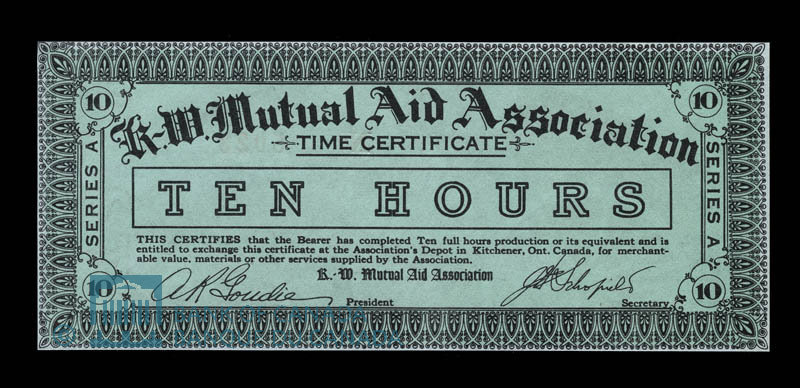 10 10
K-W. Mutual Aid Association
TIME CERTIFICATE
SERIES A
SERIES A
TEN HOURS
THIS CERTIFIES that the Bearer has completed Ten full hours production or its equivalent and is
entitled to exchange this certificate at the Association's Depot in Kitchener, Ont. Canada, for merchant-
able value, materials or other services supplied by the Association.
K.-W. Mutual Aid Association
A R Goudie
President
Schofield
Secretary
10 10